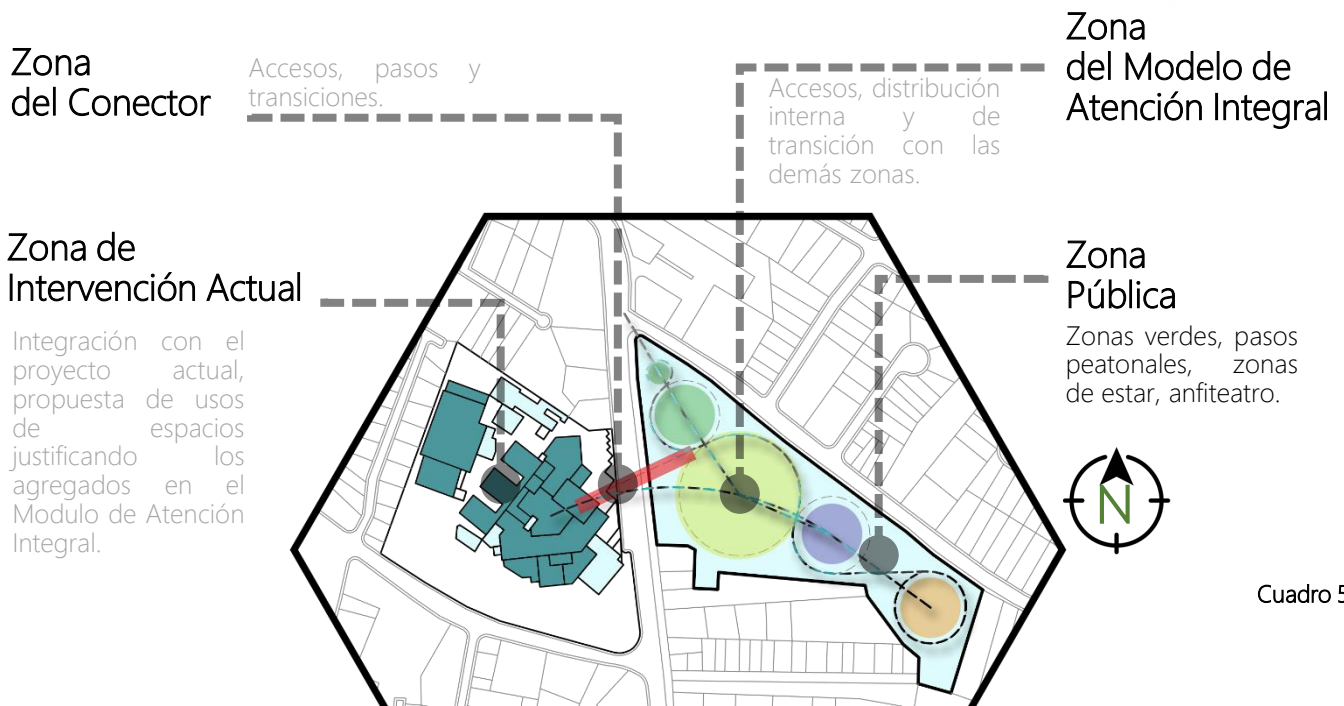 Zona
del Conector
Accesos, pasos y
transiciones.
Zona
del Modelo de
Atención Integral
Accesos, distribución
interna y de
transición con las
demás zonas.
Zona de
Intervención Actual
Integración con el
proyecto actual,
propuesta de usos
de espacios
justificando los
agregados en el
Modulo de Atención
Integral.
Zona
Pública
Zonas verdes, pasos
peatonales, zonas
de estar, anfiteatro.
N
Cuadro 5